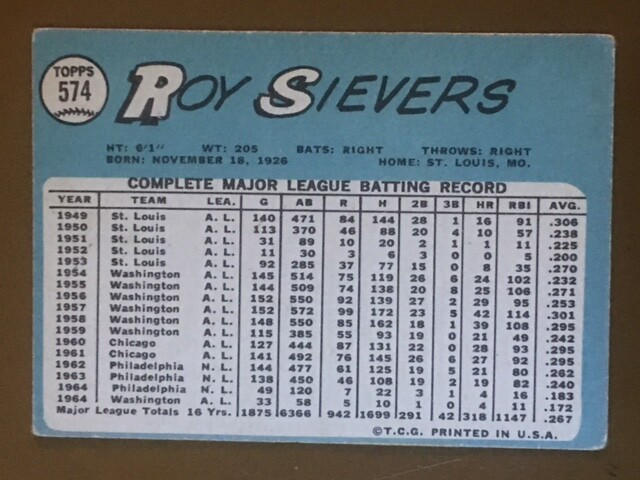 TOPPS
574
ROY SIEVERS
HT: 6'1" WT: 205 BATS: RIGHT THROWS: RIGHT
BORN: NOVEMBER 18, 1926 HOME: ST. LOUIS, MO.
COMPLETE MAJOR LEAGUE BATTING RECORD
YEAR TEAM LEA. G AB R H 2B 3B HR RBI AVG.
1949 St. Louis A. L. 140 471 84 144 28 1 16 91 .306
1950 St. Louis A. L. 113 370 46 88 20 4 10 57 .238
1951 St. Louis A. L. 31 89 10 20 2 1 1 11 .225
1952 St. Louis A. L. 11 30 3 6 3 0 0 5 .200
1953 St. Louis A. L. 92 285 37 77 15 0 8 35 .270
1954 Washington A. L. 145 514 75 119 26 6 24 102 .232
1955 Washington A. L. 144 509 74 138 20 8 25 106 .271
1956 Washington A. L. 152 550 92 139 27 2 29 95 .253
1957 Washington A. L. 152 572 99 172 23 5 42 114 .301
1958 Washington A. L. 148 550 85 162 18 1 39 108 .295
1959 Washington A. L. 115 385 55 93 19 0 21 49 .242
1960 Chicago A. L. 127 444 87 131 22 0 28 93 .295
1961 Chicago A. L. 141 492 76 145 26 6 27 92 .295
1962 Philadelphia N. L. 144 477 61 125 19 5 21 80 .262
1963 Philadelphia N. L. 138 450 46 108 19 2 19 82 .240
1964 Philadelphia N. L. 49 120 7 22 3 1 4 16 .183
1964 Washington A. L. 33 58 5 10 1 0 4 11 .172
Major League Totals 16 Yrs. 1875 6366 942 1699 291 42 318 1147 .267
©T.C.G. PRINTED IN U.S.A.